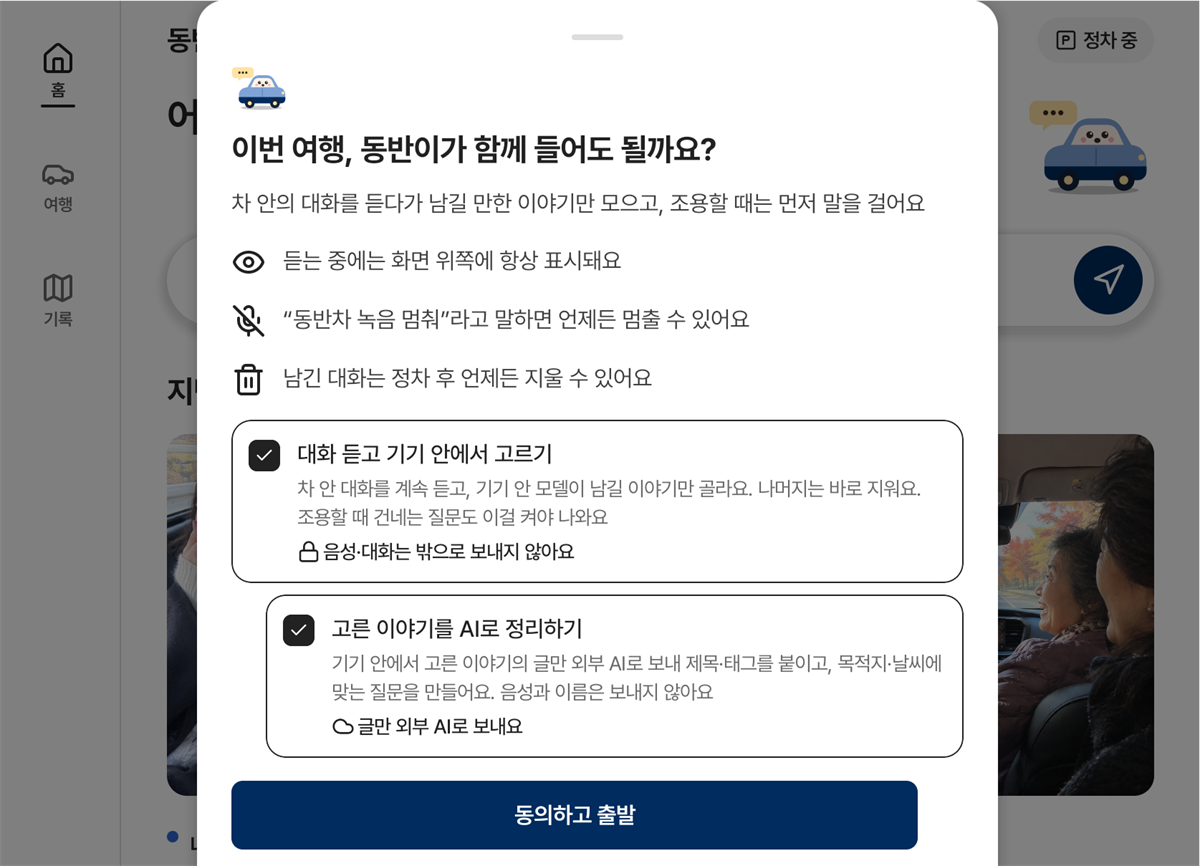 홈
여행
기록
정차 중
이번 여행, 동반이가 함께 들어도 될까요?
차 안의 대화를 듣다가 남길 만한 이야기만 모으고, 조용할 때는 먼저 말을 걸어요
듣는 중에는 화면 위쪽에 항상 표시돼요
“동반차 녹음 멈춰”라고 말하면 언제든 멈출 수 있어요
남긴 대화는 정차 후 언제든 지울 수 있어요
대화 듣고 기기 안에서 고르기
차 안 대화를 계속 듣고, 기기 안 모델이 남길 이야기만 골라요. 나머지는 바로 지워요.
조용할 때 건네는 질문도 이걸 켜야 나와요
음성·대화는 밖으로 보내지 않아요
고른 이야기를 AI로 정리하기
기기 안에서 고른 이야기의 글만 외부 AI로 보내 제목·태그를 붙이고, 목적지·날씨에
맞는 질문을 만들어요. 음성과 이름은 보내지 않아요
글만 외부 AI로 보내요
동의하고 출발